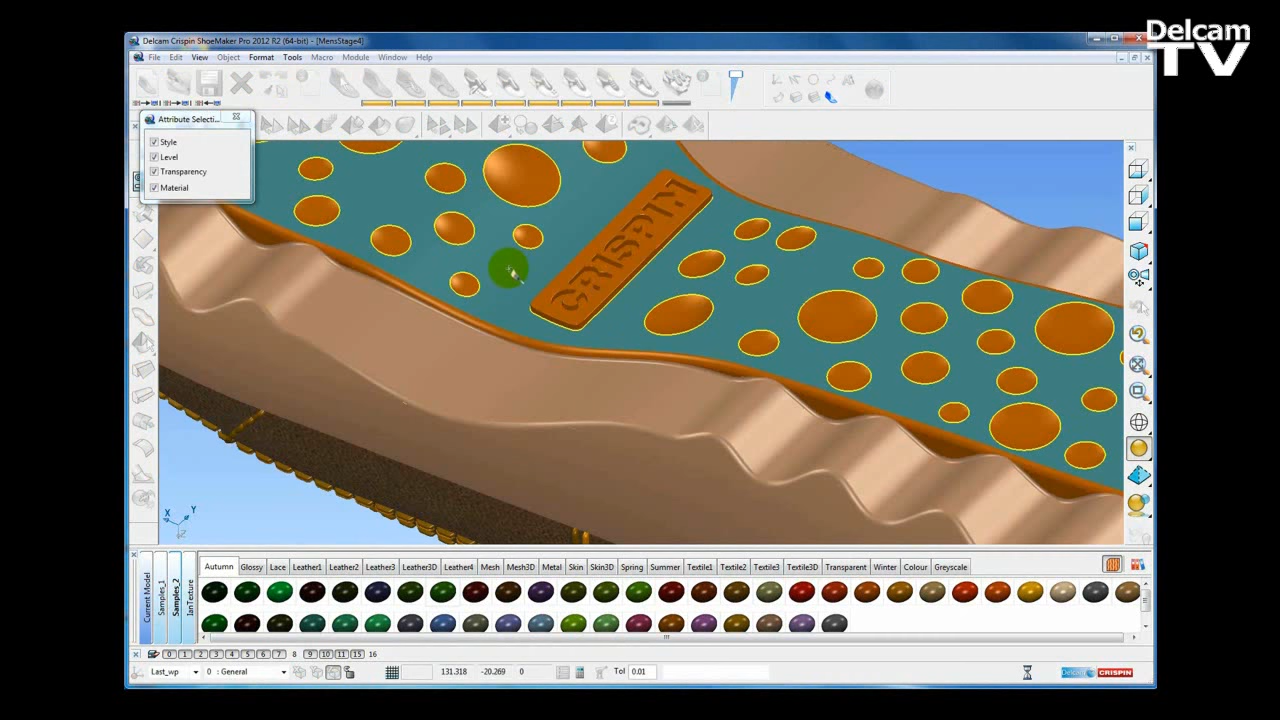 Delcam
TV
Delcam Crispin ShoeMaker Pro 2012 R2 (64-bit) - [MensStage4]
File Edit View Object Format Tools Macro Module Window Help
Attribute Selecti...
Style
Level
Transparency
Material
CRISPIN
X Y Z
Current Model
Samples_1
Samples_2
IanTexture
Autumn Glossy Lace Leather1 Leather2 Leather3 Leather3D Leather4 Mesh Mesh3D Metal Skin Skin3D Spring Summer Textile1 Textile2 Textile3 Textile3D Transparent Winter Colour Greyscale
0 1 2 3 4 5 6 7 8 9 10 11 15 16
Last_wp 0 : General 131.318 -20.269 0 Tol 0.01 Delcam CRISPIN